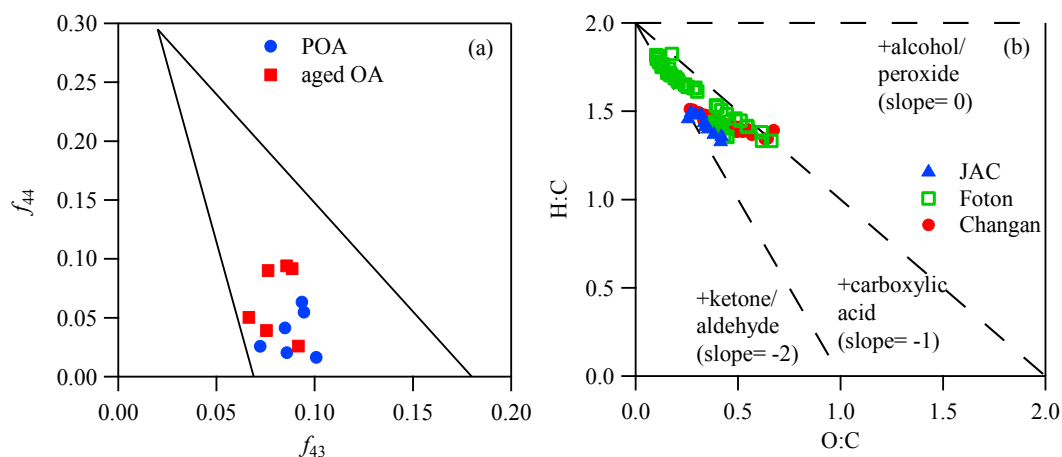 0.30
0.25
0.20
0.15
0.10
0.05
0.00
f44
0.00
0.05
0.10
0.15
0.20
f43
POA
aged OA
(a)
2.0
1.5
1.0
0.5
0.0
H:C
0.0
0.5
1.0
1.5
2.0
O:C
+alcohol/
peroxide
(slope= 0)
(b)
JAC
Foton
Changan
+ketone/
aldehyde
(slope= -2)
+carboxylic
acid
(slope= -1)